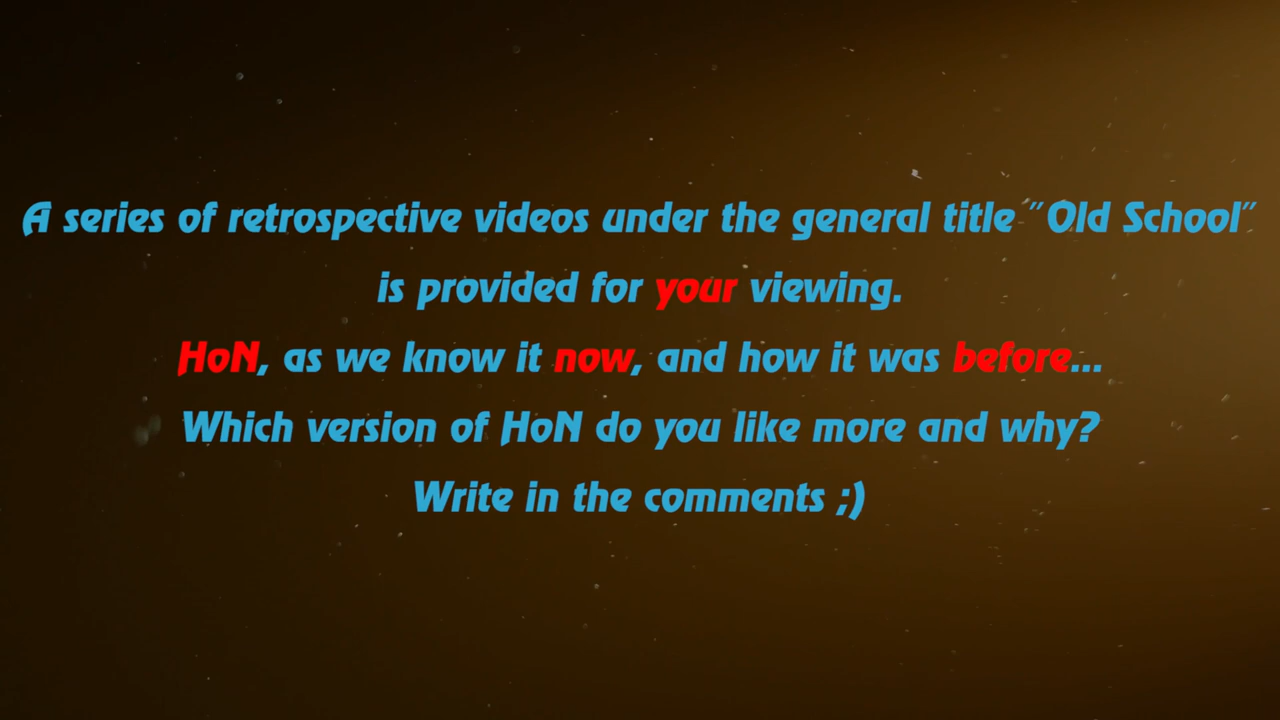 A series of retrospective videos under the general title "Old School"
is provided for your viewing.
HoN, as we know it now, and how it was before...
Which version of HoN do you like more and why?
Write in the comments ;)